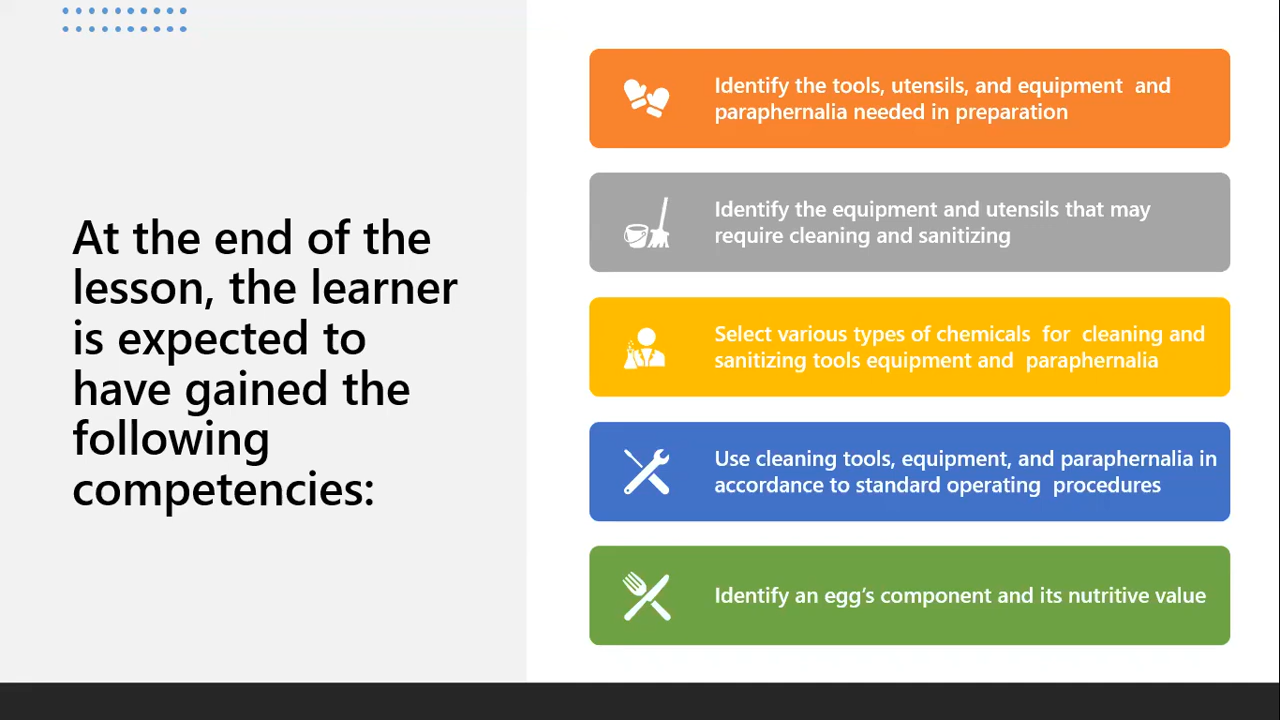 At the end of the
lesson, the learner
is expected to
have gained the
following
competencies:
Identify the tools, utensils, and equipment  and
paraphernalia needed in preparation
Identify the equipment and utensils that may
require cleaning and sanitizing
Select various types of chemicals  for  cleaning and
sanitizing tools equipment and  paraphernalia
Use cleaning tools, equipment, and paraphernalia in
accordance to standard operating  procedures
Identify an egg’s component and its nutritive value